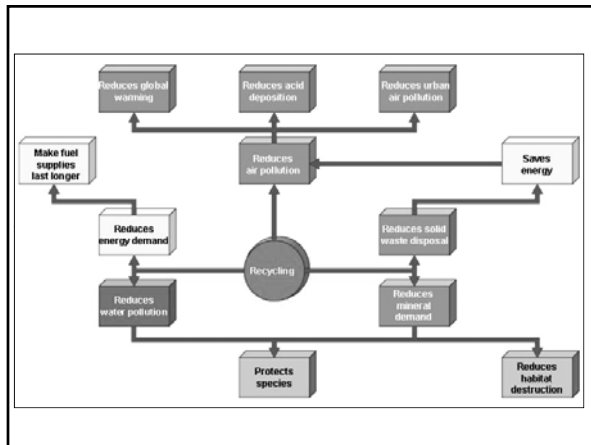 Reduces global
warming
Reduces acid
deposition
Reduces urban
air pollution
Make fuel
supplies
last longer
Reduces
air pollution
Saves
energy
Reduces
energy demand
Reduces solid
waste disposal
Recycling
Reduces
water pollution
Reduces
mineral
demand
Protects
species
Reduces
habitat
destruction